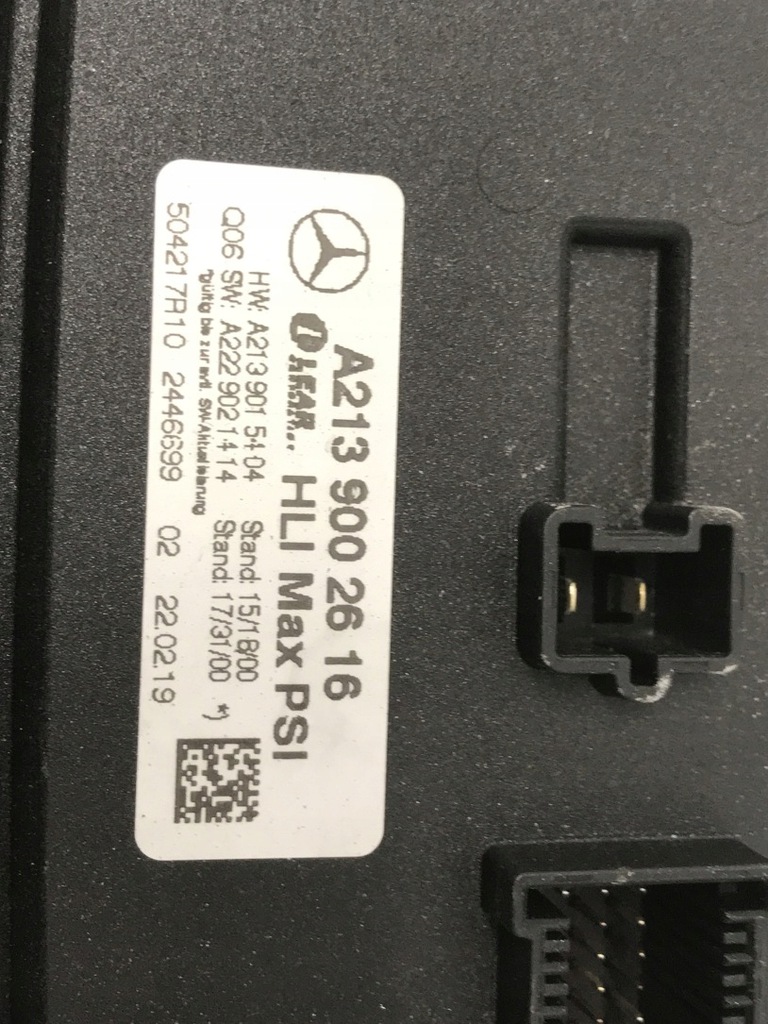 A213 900 26 16
LEAR... HLI Max PSI
HW: A213 901 54 04 Stand: 15/18/00
Q06 SW: A222 902 14 14 Stand: 17/31/00 *)
*gültig bis zur evtl. SW-Aktualisierung
504217R10 2446699 02 22.02.19